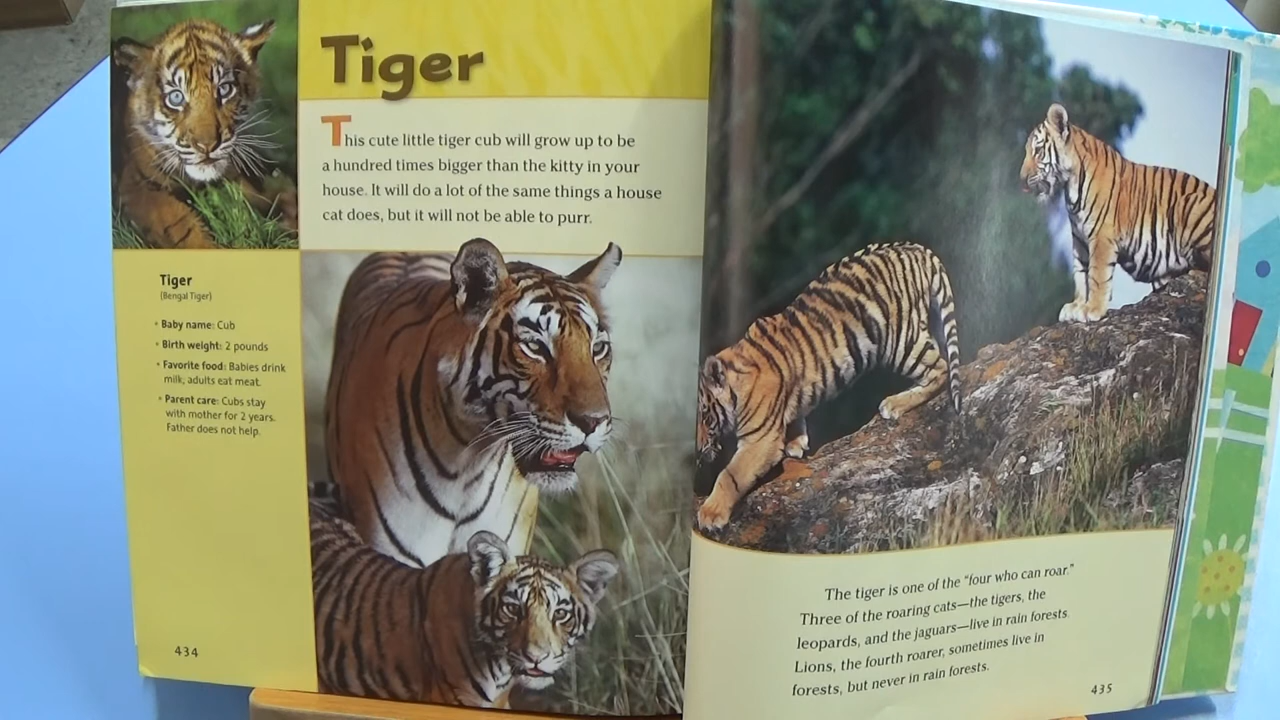 Tiger
This cute little tiger cub will grow up to be
a hundred times bigger than the kitty in your
house. It will do a lot of the same things a house
cat does, but it will not be able to purr.
Tiger
(Bengal Tiger)
• Baby name: Cub
• Birth weight: 2 pounds
• Favorite food: Babies drink
milk, adults eat meat.
• Parent care: Cubs stay
with mother for 2 years.
Father does not help.
434
The tiger is one of the “four who can roar.”
Three of the roaring cats—the tigers, the
leopards, and the jaguars—live in rain forests.
Lions, the fourth roarer, sometimes live in
forests, but never in rain forests.
435